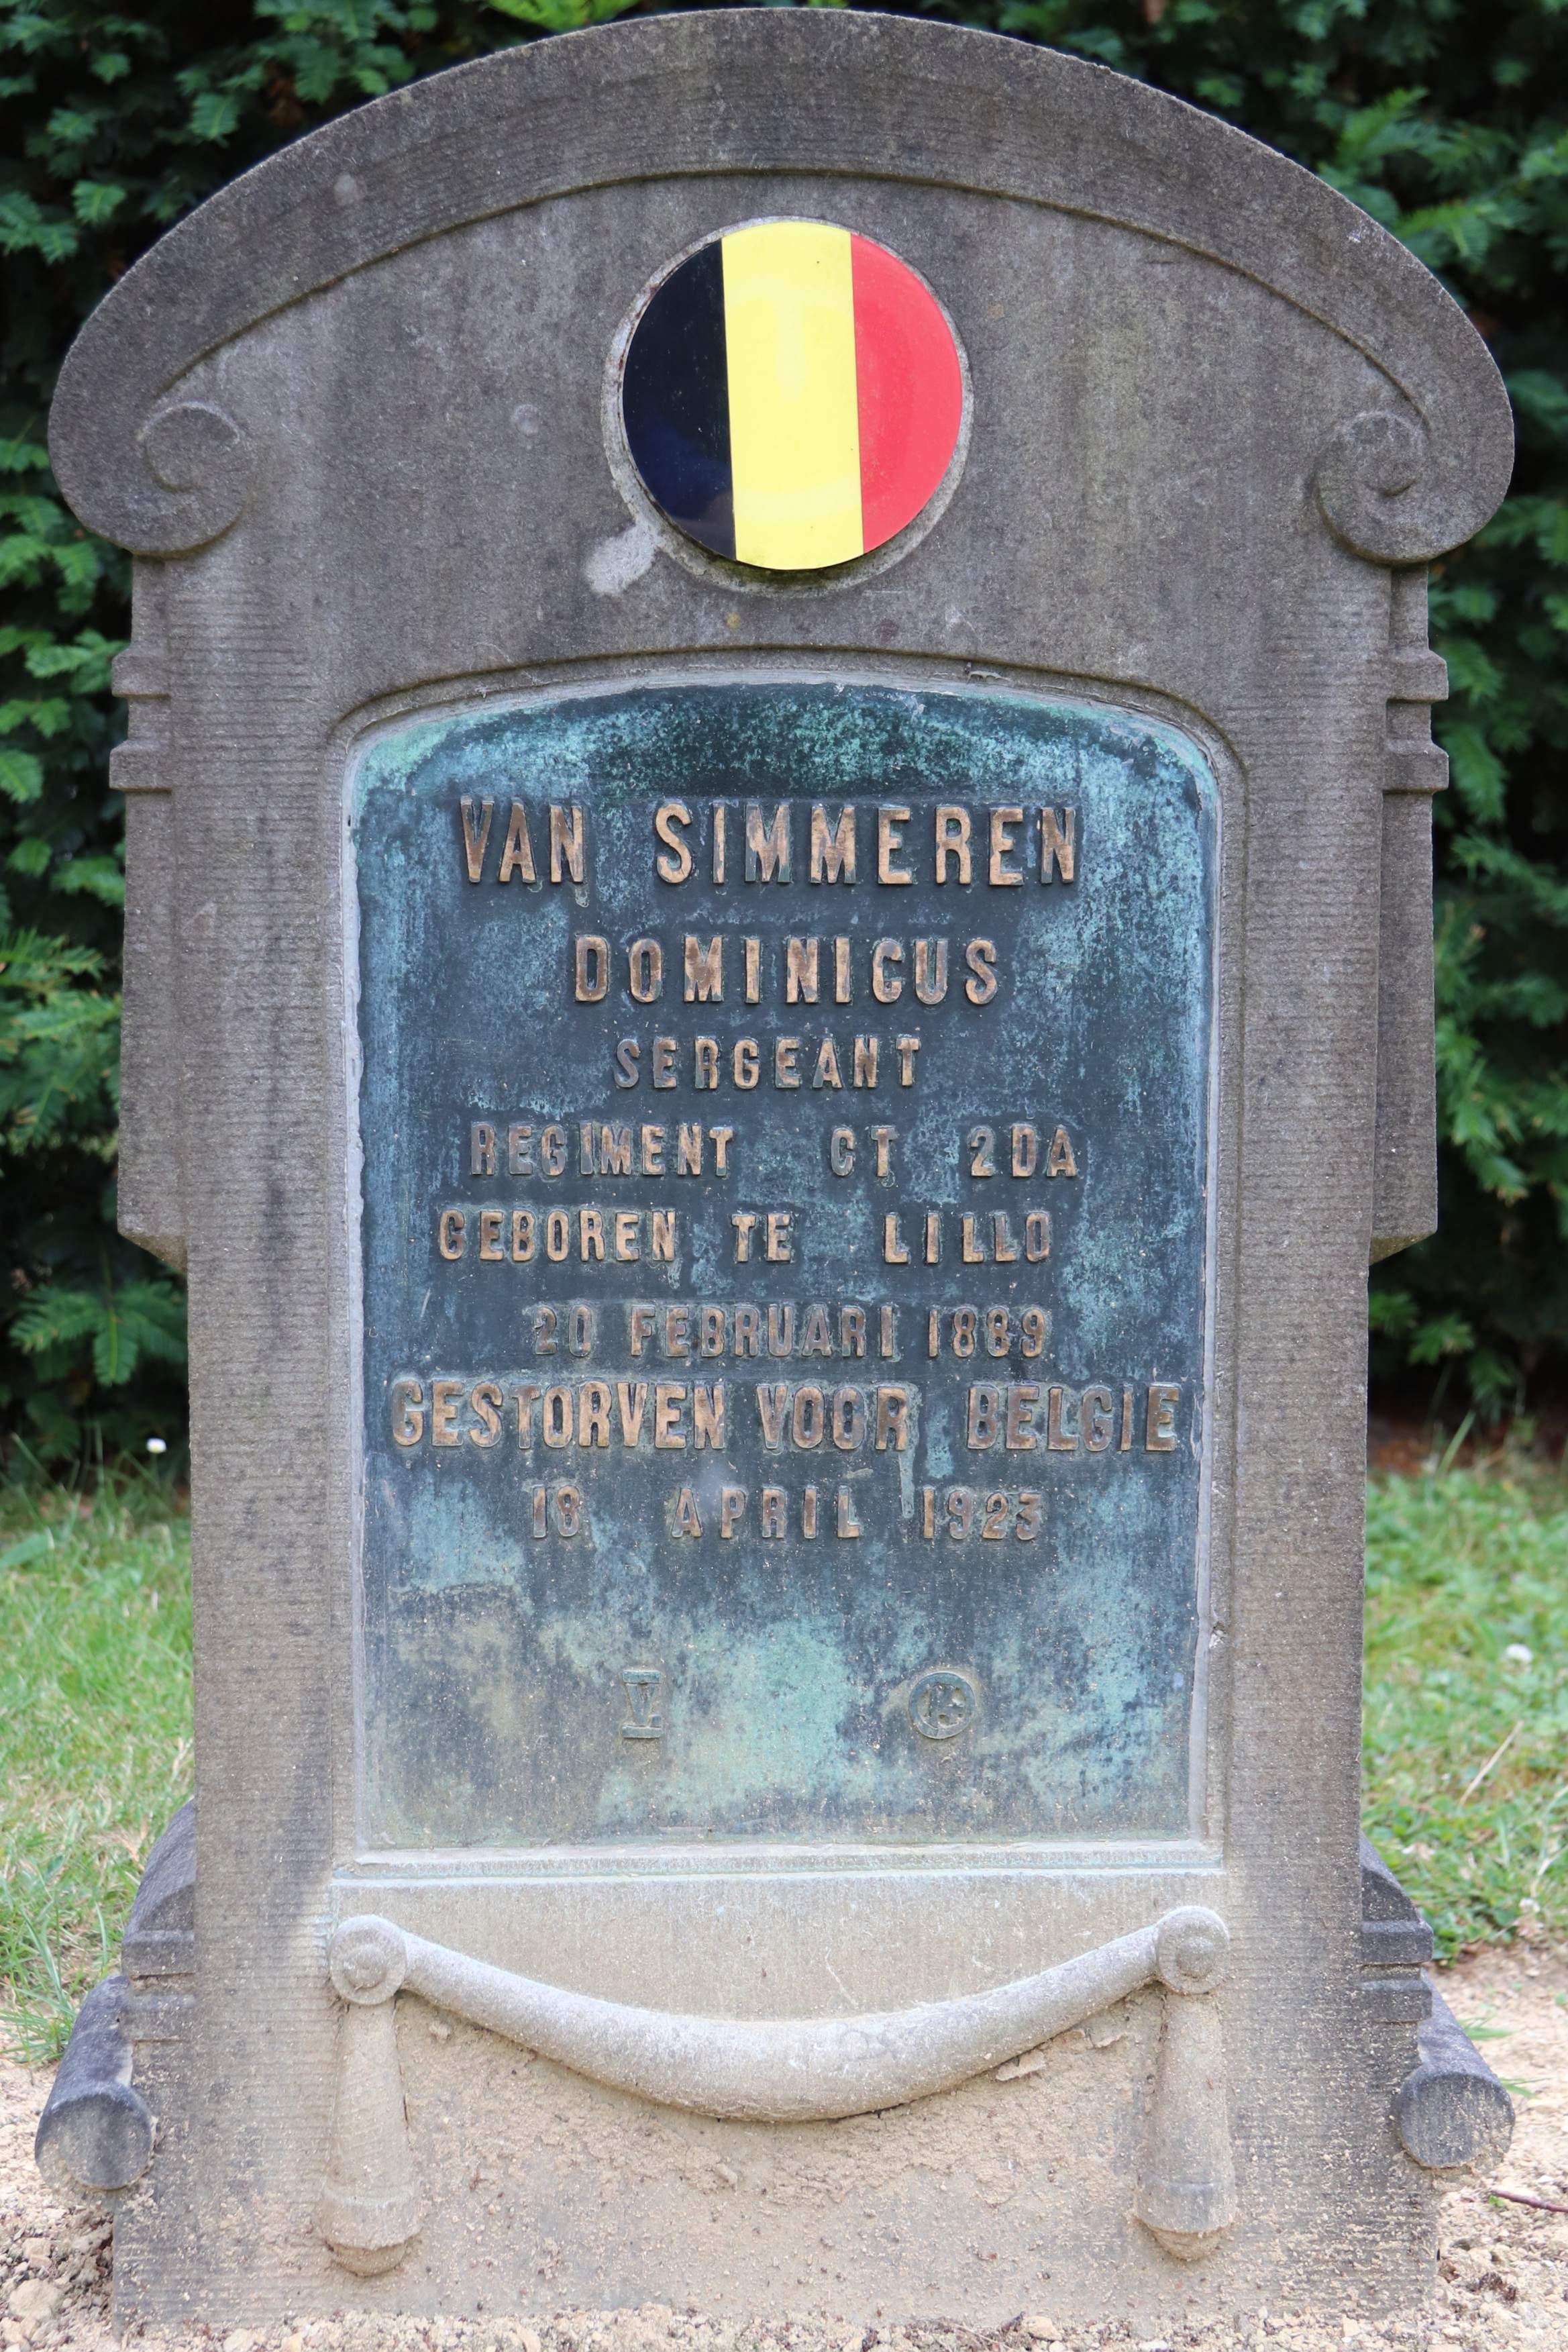 VAN SIMMEREN
DOMINICUS
SERGEANT
REGIMENT CT 2DA
GEBOREN TE LILLO
20 FEBRUARI 1889
GESTORVEN VOOR BELGIE
18 APRIL 1923
V